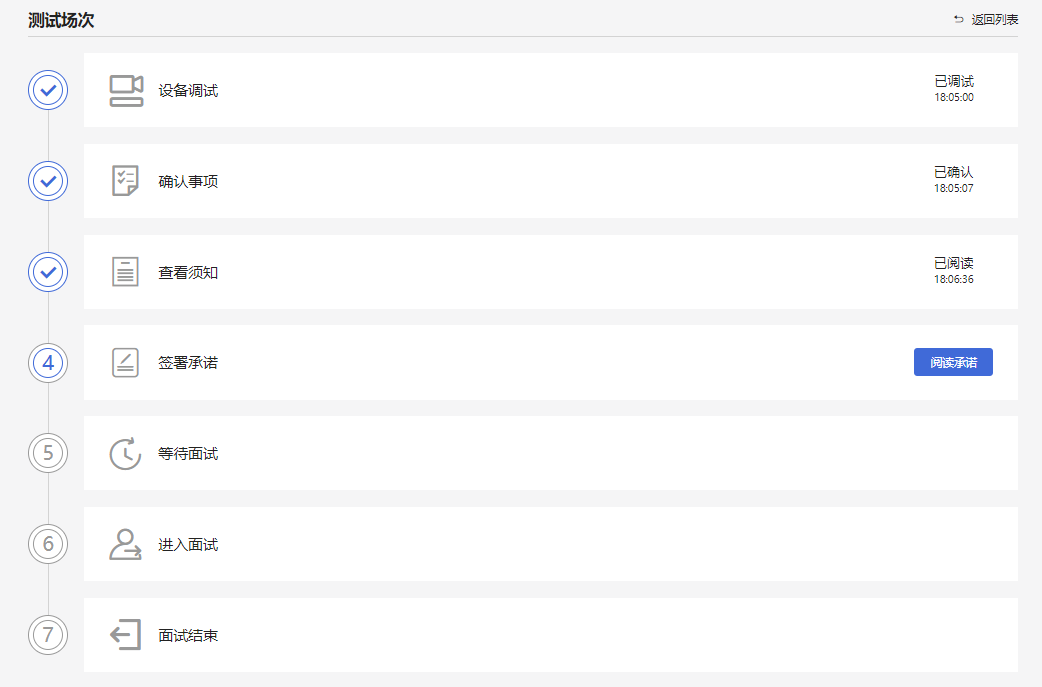 测试场次
返回列表
设备调试
已调试
18:05:00
确认事项
已确认
18:05:07
查看须知
已阅读
18:06:36
4
签署承诺
阅读承诺
5
等待面试
6
进入面试
7
面试结束